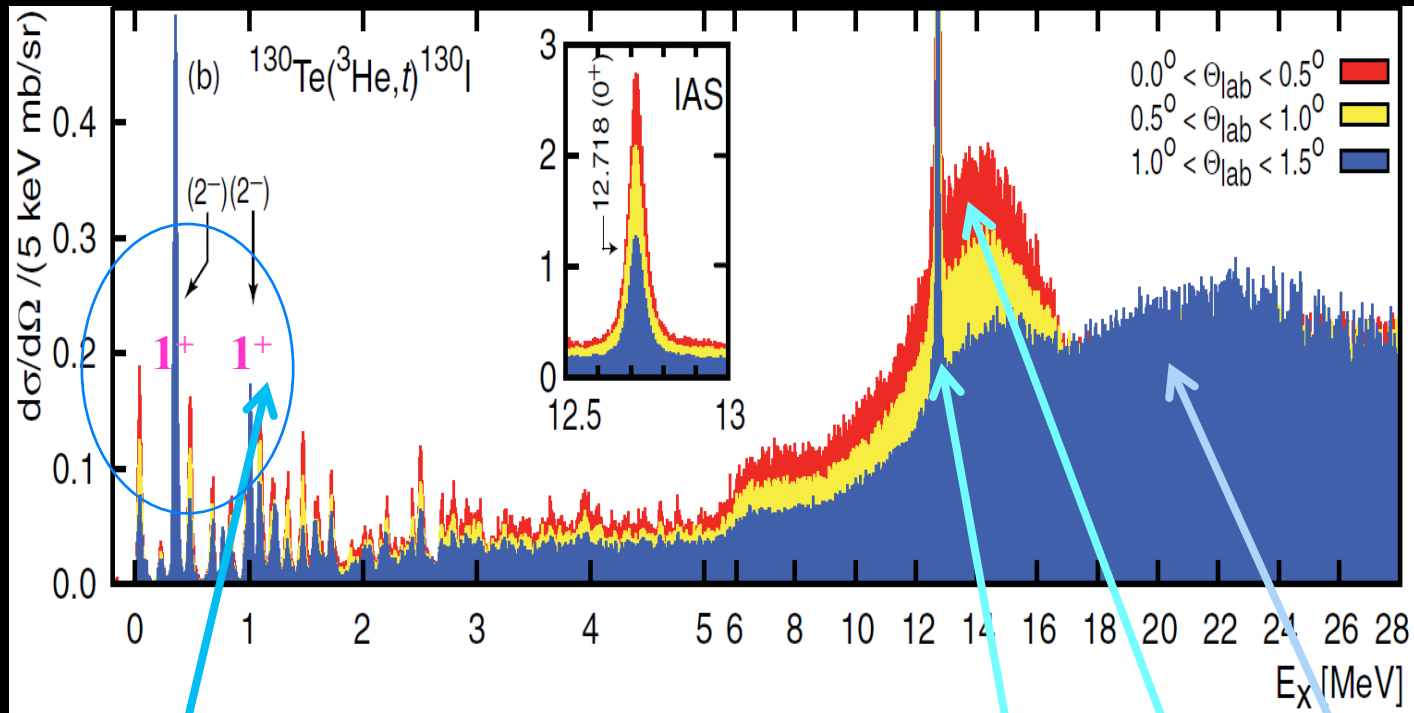 dσ/dΩ /(5 keV mb/sr)
(b) ¹³⁰Te(³He,t)¹³⁰I
0.0⁰ < Θlab < 0.5⁰
0.5⁰ < Θlab < 1.0⁰
1.0⁰ < Θlab < 1.5⁰
IAS
12.718 (0⁺)
3
2
1
0
12.5 13
(2⁻) (2⁻)
1⁺ 1⁺
0.4
0.3
0.2
0.1
0.0
0 1 2 3 4 5 6 8 10 12 14 16 18 20 22 24 26 28
Eₓ [MeV]